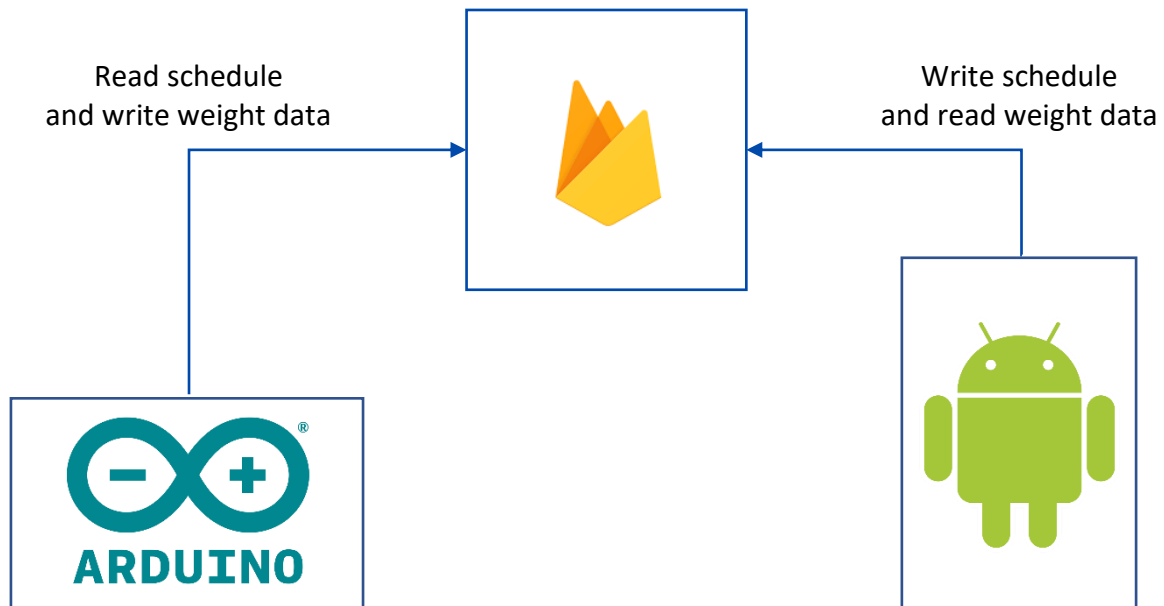 Read schedule
and write weight data
Write schedule
and read weight data
®
ARDUINO